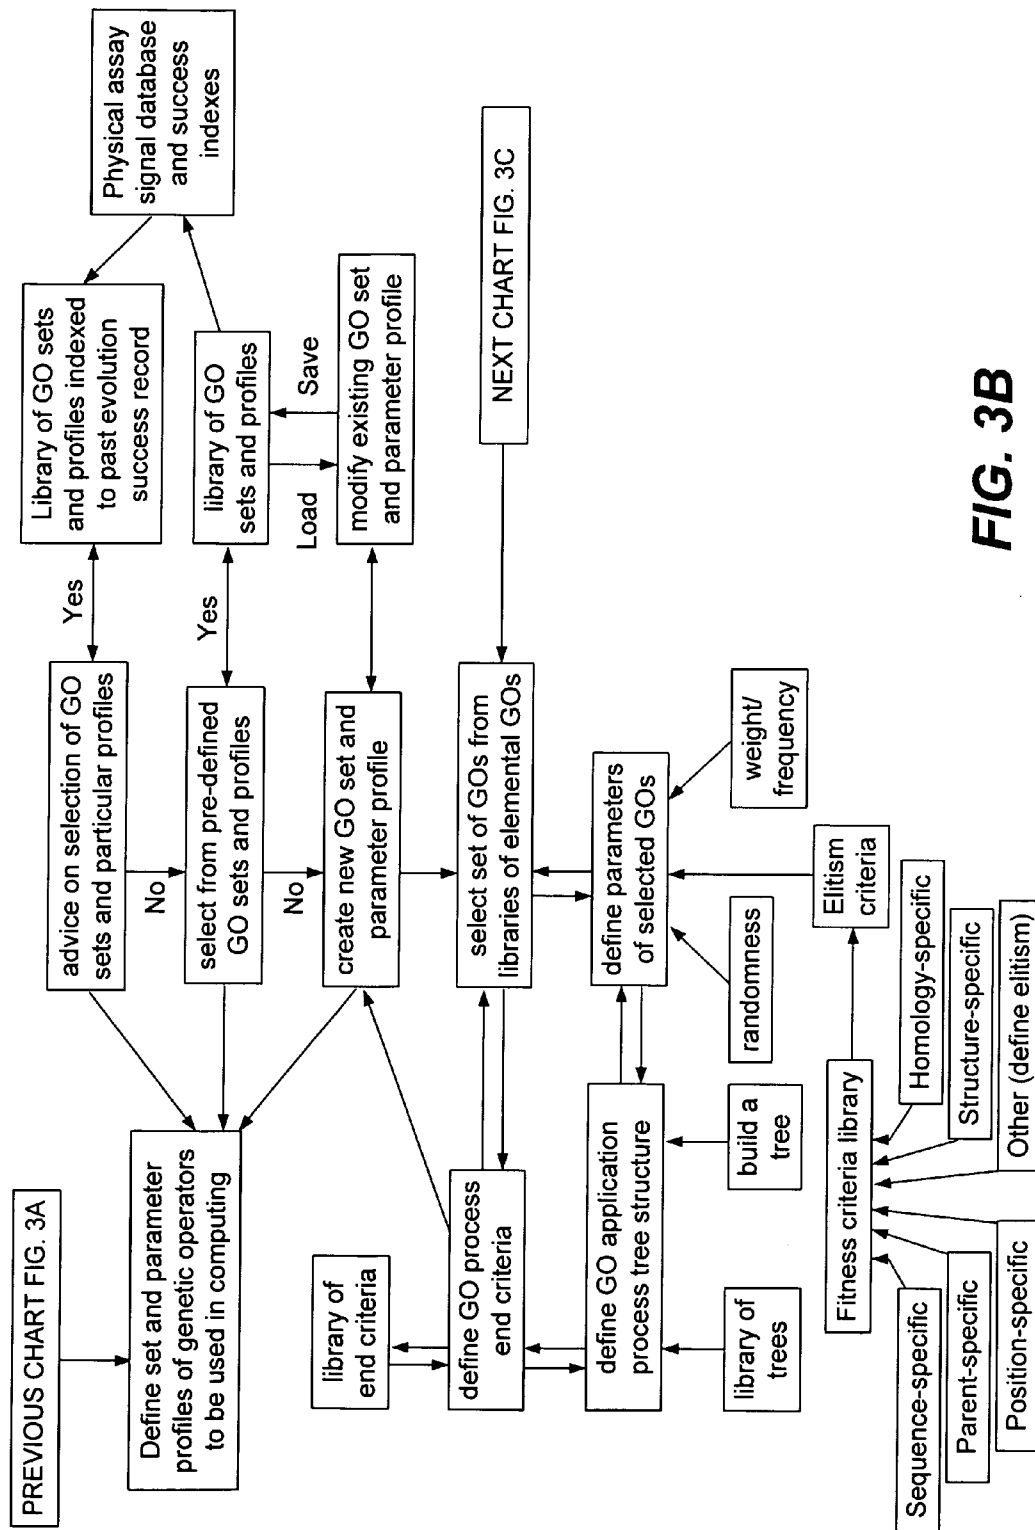 PREVIOUS CHART FIG. 3A
Define set and parameter
profiles of genetic operators
to be used in computing
advice on selection of GO
sets and particular profiles
Yes
Library of GO sets
and profiles indexed
to past evolution
success record
Physical assay
signal database
and success
indexes
No
select from pre-defined
GO sets and profiles
Yes
library of GO
sets and profiles
No
Load
Save
create new GO set and
parameter profile
modify existing GO set
and parameter profile
library of
end criteria
define GO process
end criteria
select set of GOs from
libraries of elemental GOs
NEXT CHART FIG. 3C
define GO application
process tree structure
define parameters
of selected GOs
library of
trees
build a
tree
randomness
weight/
frequency
Fitness criteria library
Elitism
criteria
Sequence-specific
Homology-specific
Parent-specific
Structure-specific
Position-specific
Other (define elitism)
FIG. 3B